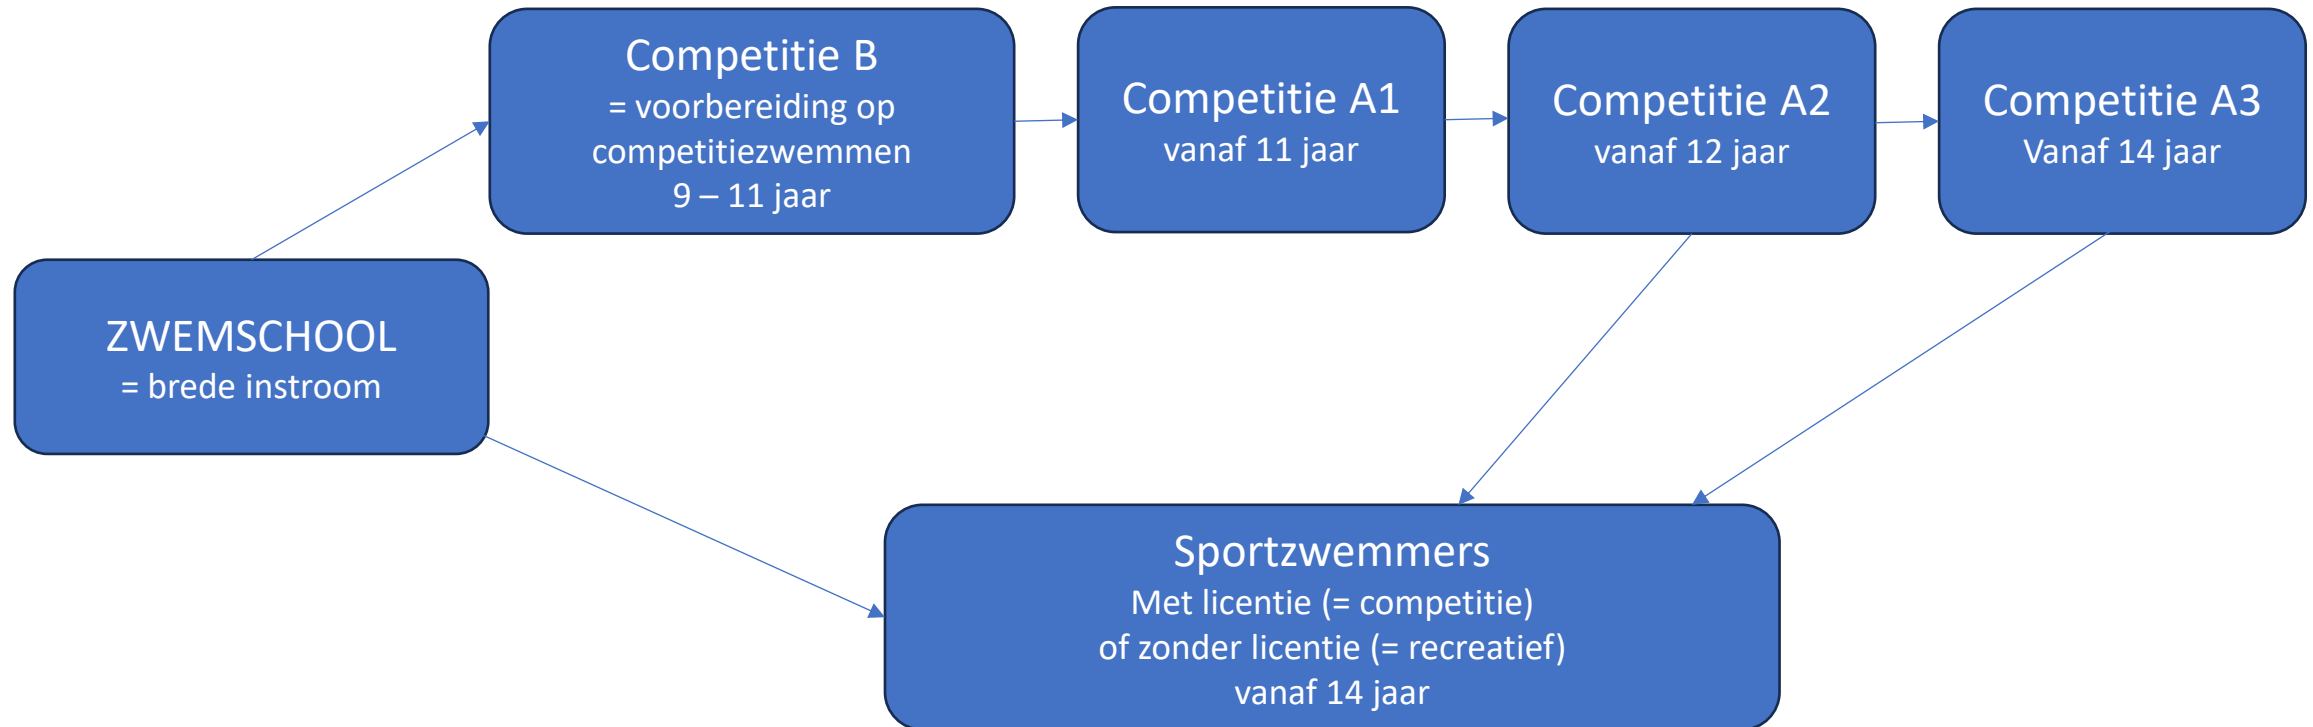 Competitie B
= voorbereiding op
competitiezwemmen
9 – 11 jaar
Competitie A1
vanaf 11 jaar
Competitie A2
vanaf 12 jaar
Competitie A3
Vanaf 14 jaar
ZWEMSCHOOL
= brede instroom
Sportzwemmers
Met licentie (= competitie)
of zonder licentie (= recreatief)
vanaf 14 jaar